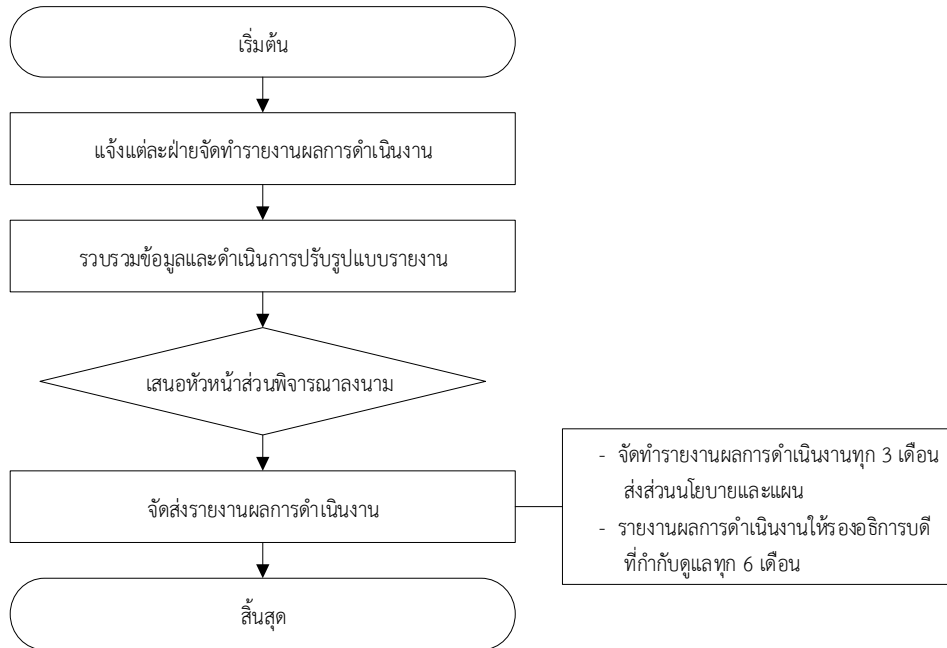 เริ่มต้น
แจ้งแต่ละฝ่ายจัดทำรายงานผลการดำเนินงาน
รวบรวมข้อมูลและดำเนินการปรับรูปแบบรายงาน
เสนอหัวหน้าส่วนพิจารณาลงนาม
จัดส่งรายงานผลการดำเนินงาน
- จัดทำรายงานผลการดำเนินงานทุก 3 เดือน
ส่งส่วนนโยบายและแผน
- รายงานผลการดำเนินงานให้รองอธิการบดี
ที่กำกับดูแลทุก 6 เดือน
สิ้นสุด